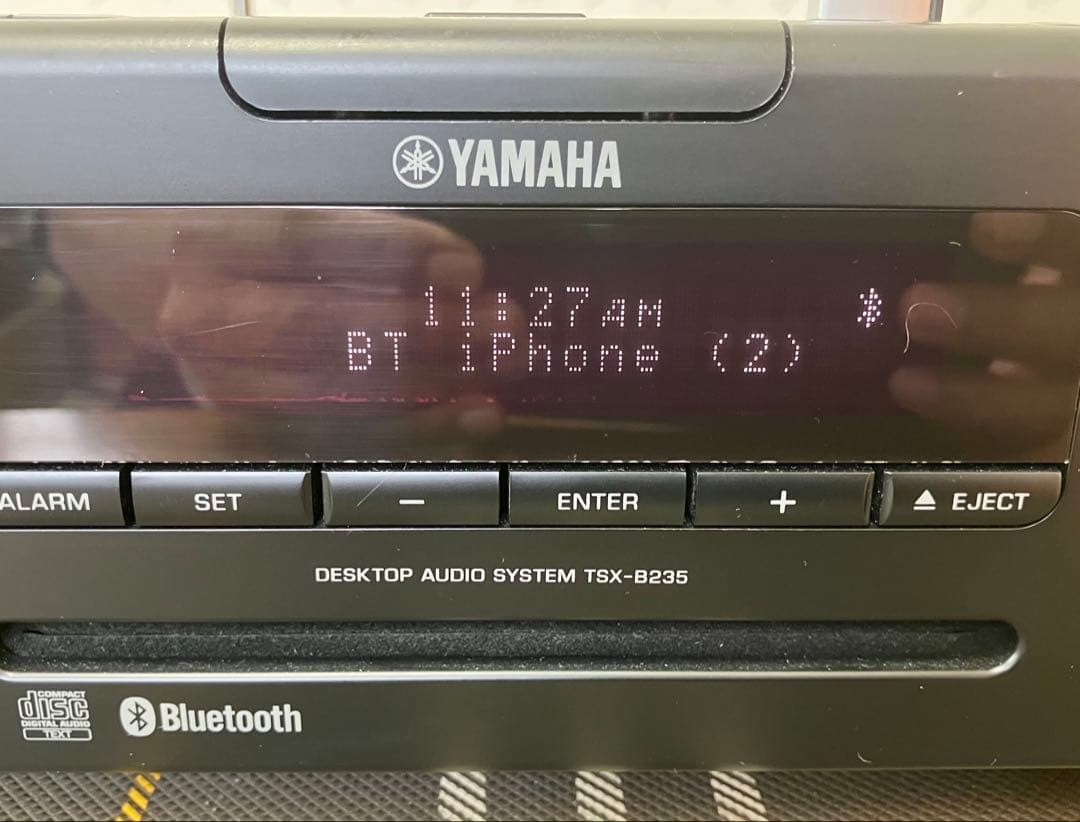 YAMAHA
11:27AM
BT iPhone (2)
ALARM SET − ENTER + EJECT
DESKTOP AUDIO SYSTEM TSX-B235
COMPACT
disc
DIGITAL AUDIO
TEXT
Bluetooth